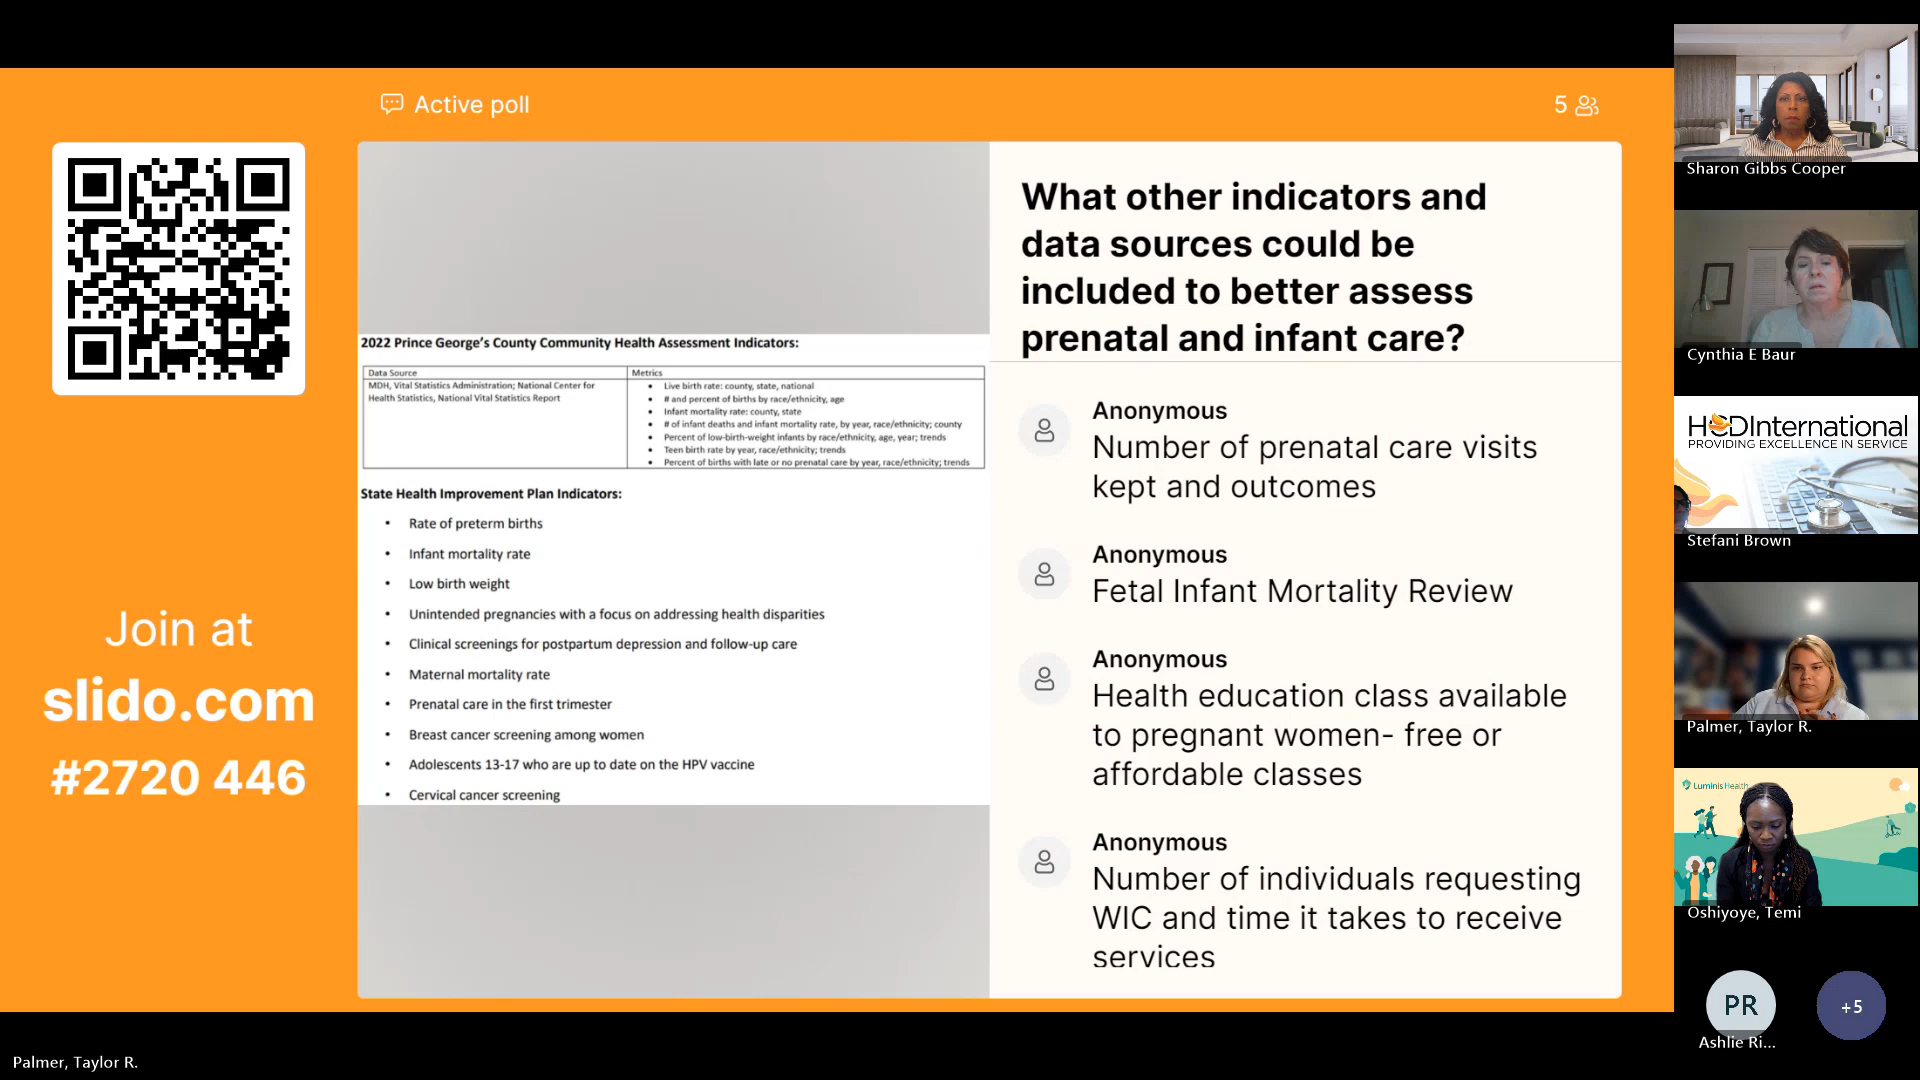 Active poll
5
Join at
slido.com
#2720 446
2022 Prince George's County Community Health Assessment Indicators:
Data Source
Metrics
MDH, Vital Statistics Administration; National Center for
Health Statistics, National Vital Statistics Report
• Live birth rate: county, state, national
• # and percent of births by race/ethnicity, age
• Infant mortality rate: county, state
• # of infant deaths and infant mortality rate, by year, race/ethnicity; county
• Percent of low-birth-weight infants by race/ethnicity, age, year; trends
• Teen birth rate by year, race/ethnicity; trends
• Percent of births with late or no prenatal care by year, race/ethnicity; trends
State Health Improvement Plan Indicators:
• Rate of preterm births
• Infant mortality rate
• Low birth weight
• Unintended pregnancies with a focus on addressing health disparities
• Clinical screenings for postpartum depression and follow-up care
• Maternal mortality rate
• Prenatal care in the first trimester
• Breast cancer screening among women
• Adolescents 13-17 who are up to date on the HPV vaccine
• Cervical cancer screening
What other indicators and
data sources could be
included to better assess
prenatal and infant care?
Anonymous
Number of prenatal care visits
kept and outcomes
Anonymous
Fetal Infant Mortality Review
Anonymous
Health education class available
to pregnant women- free or
affordable classes
Anonymous
Number of individuals requesting
WIC and time it takes to receive
services
Sharon Gibbs Cooper
Cynthia E Baur
HCDInternational
PROVIDING EXCELLENCE IN SERVICE
Stefani Brown
Palmer, Taylor R.
Luminis Health
Oshiyoye, Temi
PR
Ashlie Ri...
+5
Palmer, Taylor R.